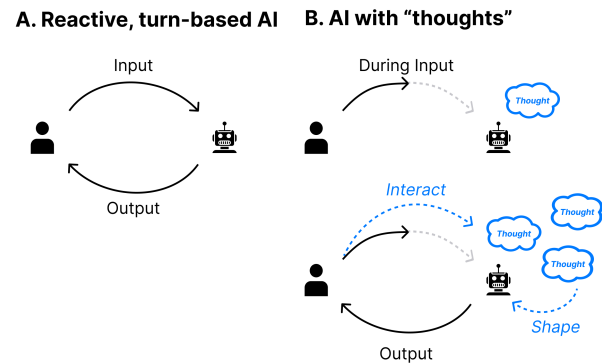 A. Reactive, turn-based AI
Input
Output
B. AI with “thoughts”
During Input
Thought
Interact
Thought
Thought
Thought
Shape
Output